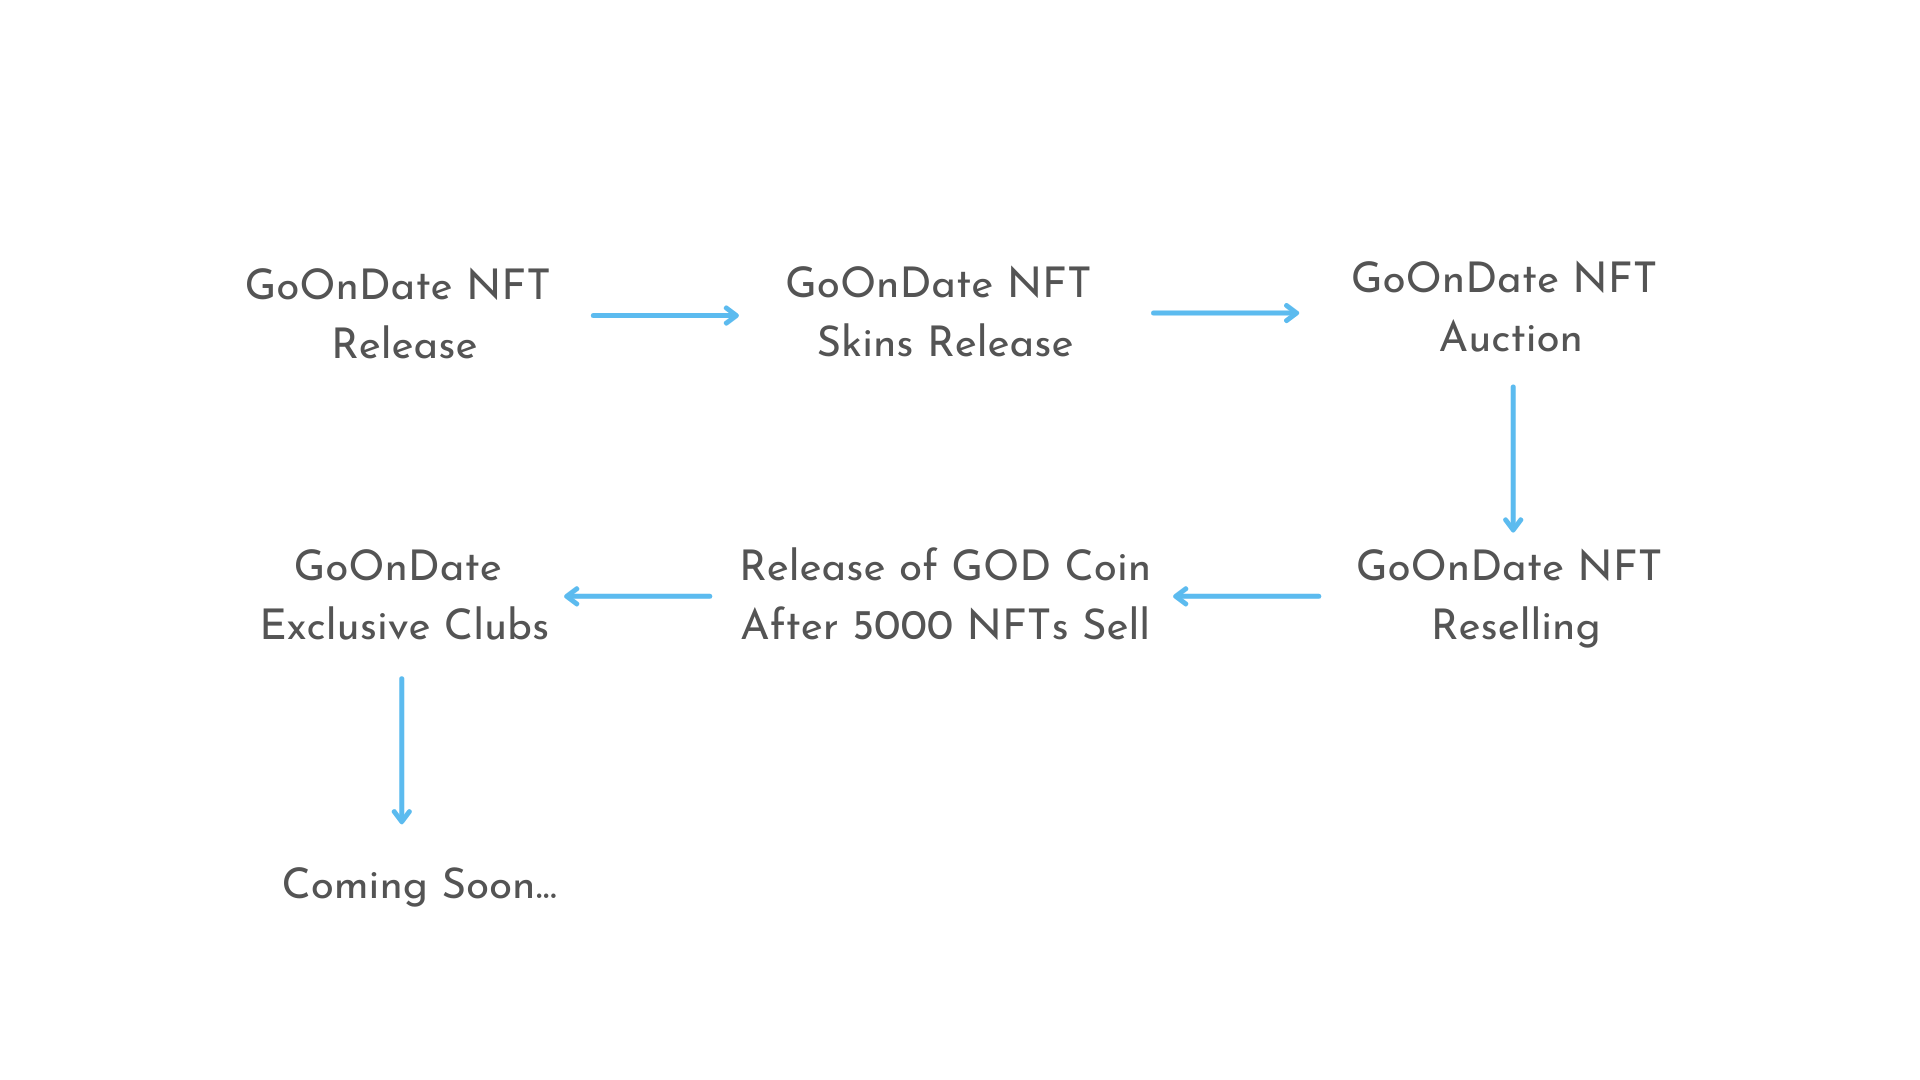 GoOnDate NFT
Release
GoOnDate NFT
Skins Release
GoOnDate NFT
Auction
GoOnDate NFT
Reselling
Release of GOD Coin
After 5000 NFTs Sell
GoOnDate
Exclusive Clubs
Coming Soon...